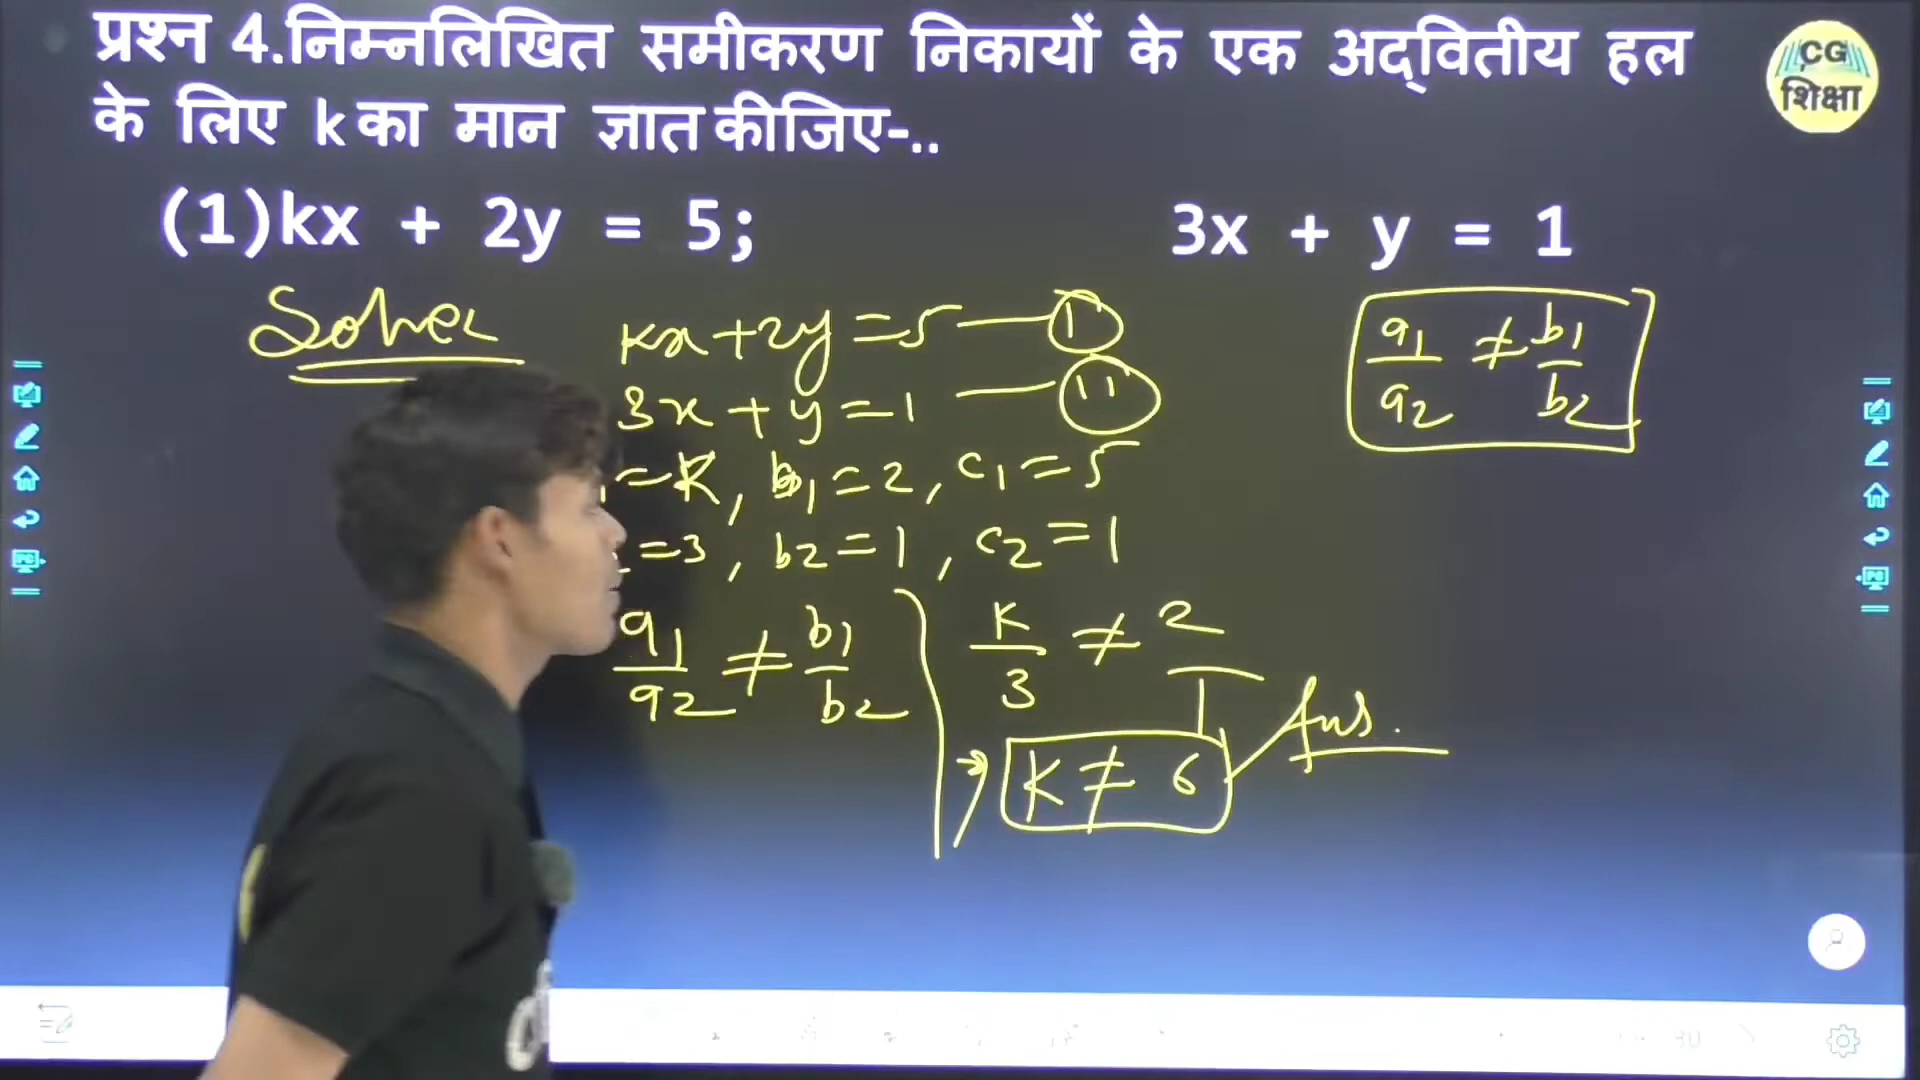 प्रश्न 4.निम्नलिखित समीकरण निकायों के एक अद्वितीय हल
के लिए k का मान ज्ञात कीजिए-..
CG
शिक्षा
(1)kx + 2y = 5; 3x + y = 1
kx + 2y = 5 — I
3x + y = 1 — II
a1/a2 ≠ b1/b2
1 = K, b1 = 2, c1 = 5
= 3, b2 = 1, c2 = 1
a1/a2 ≠ b1/b2
K/3 ≠ 2/1
→ K ≠ 6 Ans.